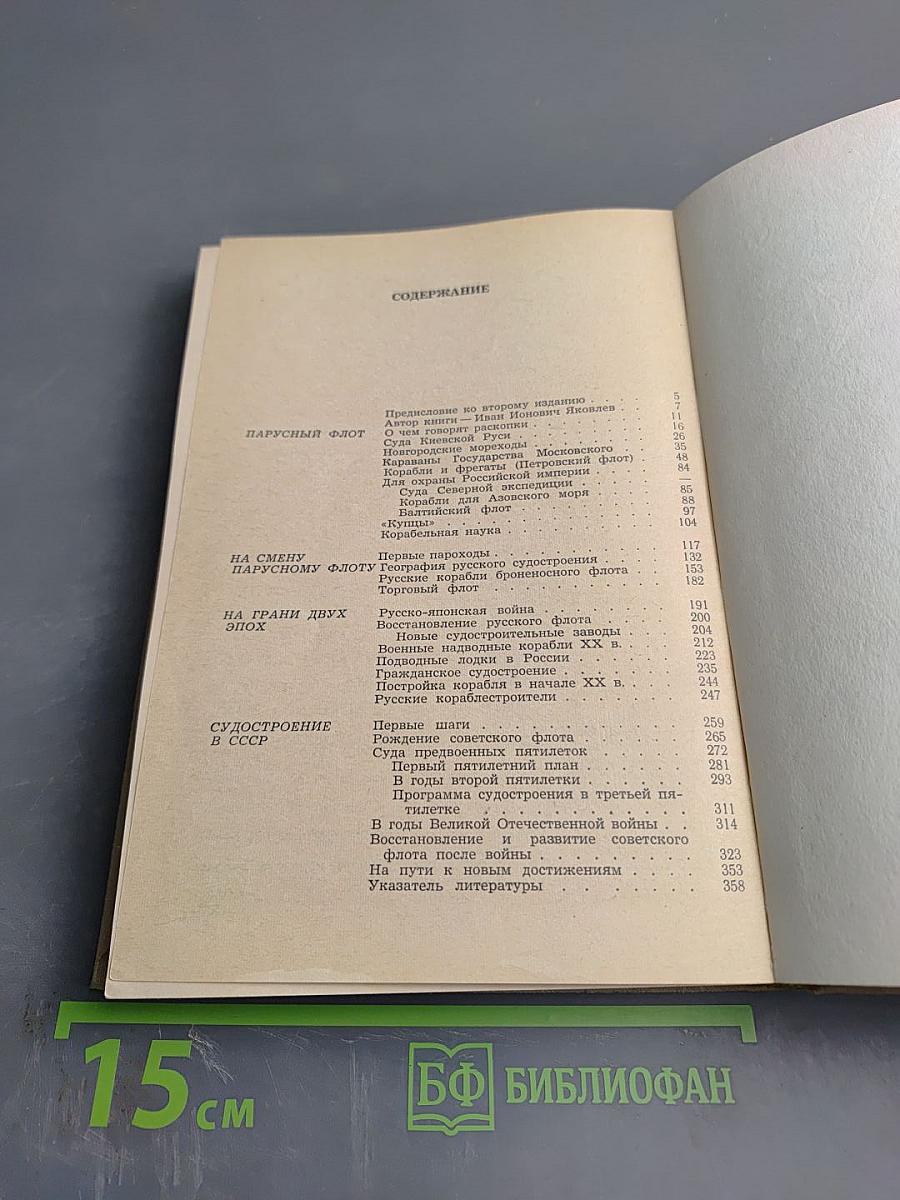 СОДЕРЖАНИЕ
Предисловие ко второму изданию . . . . 5
Автор книги — Иван Ионович Яковлев . . 7
ПАРУСНЫЙ ФЛОТ О чем говорят раскопки . . . . . . . 11
Суда Киевской Руси . . . . . . . . 16
Новгородские мореходы . . . . . . . 26
Караваны Государства Московского . . 35
Корабли и фрегаты (Петровский флот) . 48
Для охраны Российской империи . . . . 84
Суда Северной экспедиции . . . . . —
Корабли для Азовского моря . . . . 85
Балтийский флот . . . . . . . . 88
«Купцы» . . . . . . . . . . . . 97
Корабельная наука . . . . . . . . . 104
НА СМЕНУ Первые пароходы . . . . . . . . . . 117
ПАРУСНОМУ ФЛОТУ География русского судостроения . . . . 132
Русские корабли броненосного флота . . 153
Торговый флот . . . . . . . . . . 182
НА ГРАНИ ДВУХ Русско-японская война . . . . . . . . 191
ЭПОХ Восстановление русского флота . . . . 200
Новые судостроительные заводы . . . . 204
Военные надводные корабли XX в. . . . 212
Подводные лодки в России . . . . . . 223
Гражданское судостроение . . . . . . . 235
Постройка корабля в начале XX в. . . . 244
Русские кораблестроители . . . . . . . 247
СУДОСТРОЕНИЕ Первые шаги . . . . . . . . . . . . 259
В СССР Рождение советского флота . . . . . . 265
Суда предвоенных пятилеток . . . . . 272
Первый пятилетний план . . . . . . 281
В годы второй пятилетки . . . . . . 293
Программа судостроения в третьей пя-
тилетке . . . . . . . . . . . 311
В годы Великой Отечественной войны . . 314
Восстановление и развитие советского
флота после войны . . . . . . . . . 323
На пути к новым достижениям . . . . 353
Указатель литературы . . . . . . . 358
15 см
БФ БИБЛИОФАН